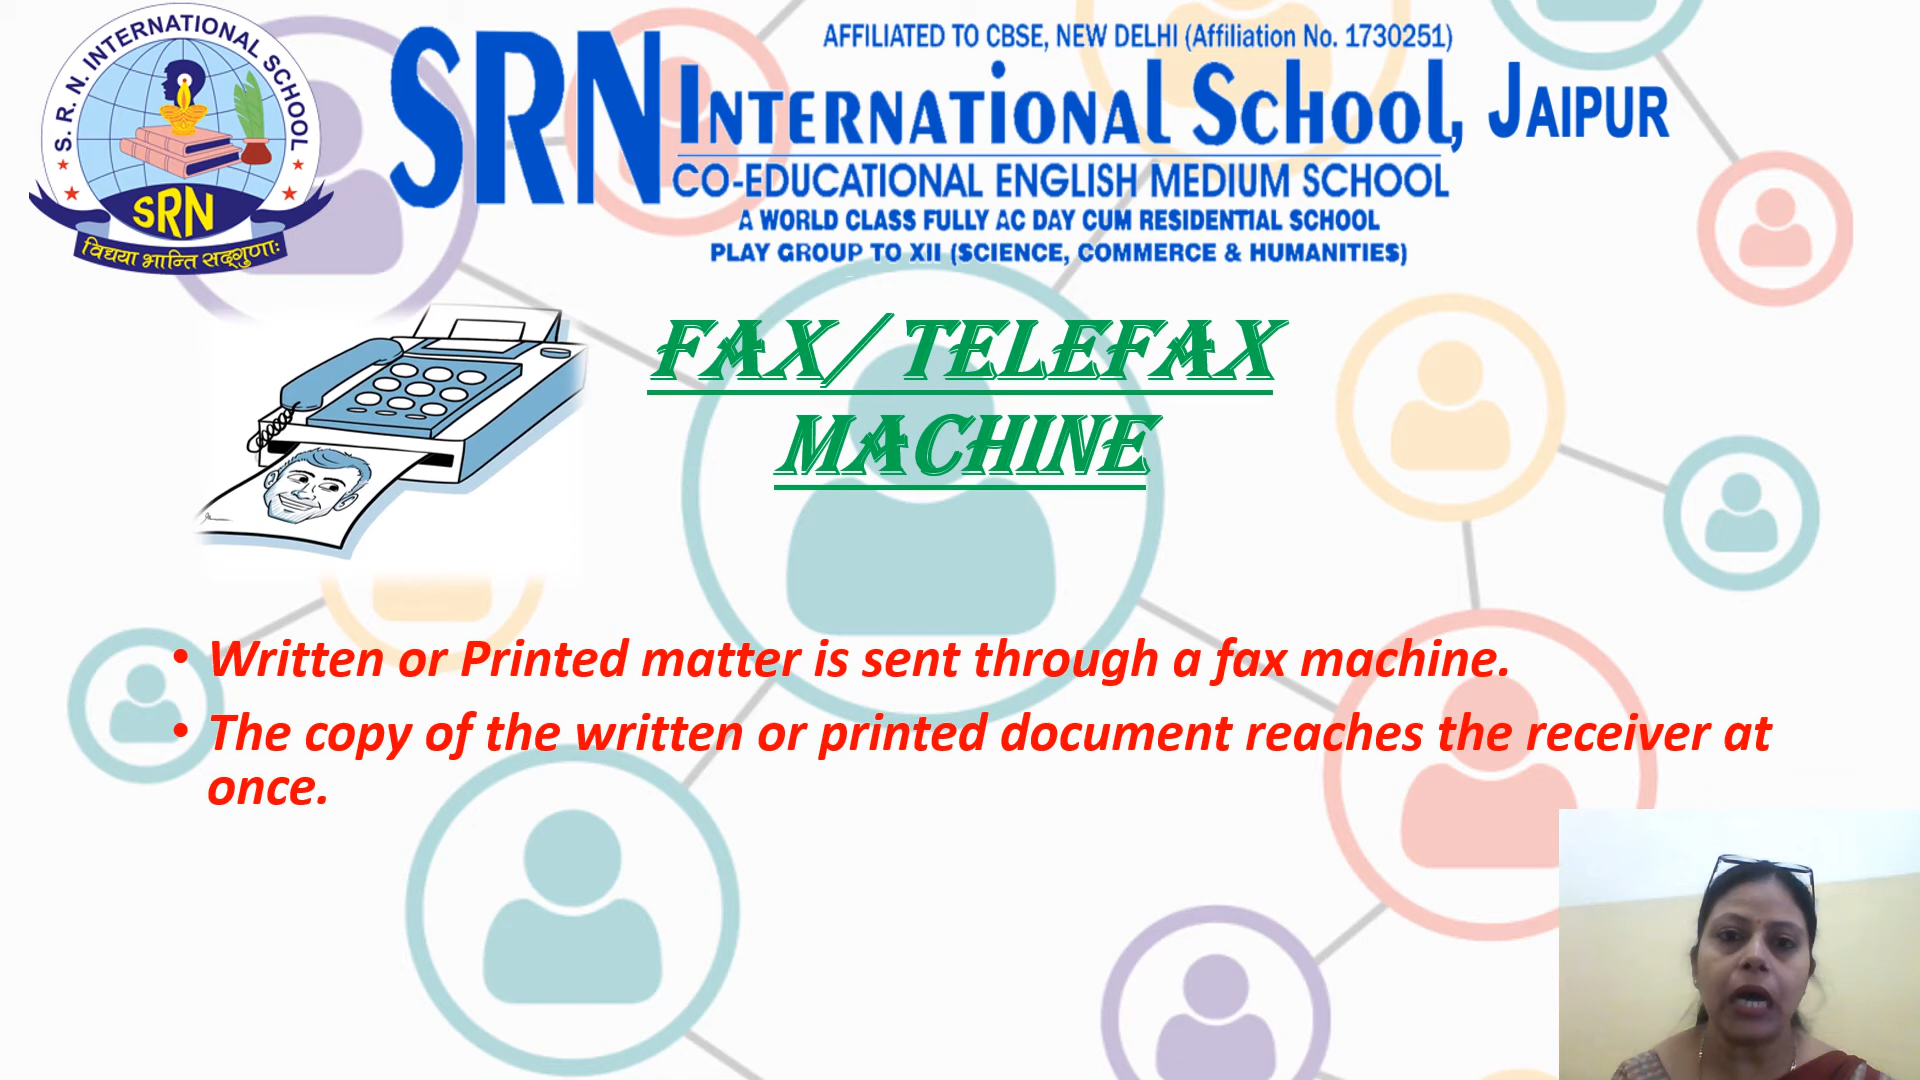 S. R. N. INTERNATIONAL SCHOOL
SRN
विद्यया भान्ति सद्गुणाः
AFFILIATED TO CBSE, NEW DELHI (Affiliation No. 1730251)
SRN INTERNATIONAL SCHOOL, JAIPUR
CO-EDUCATIONAL ENGLISH MEDIUM SCHOOL
A WORLD CLASS FULLY AC DAY CUM RESIDENTIAL SCHOOL
PLAY GROUP TO XII (SCIENCE, COMMERCE & HUMANITIES)
FAX/ TELEFAX
MACHINE
• Written or Printed matter is sent through a fax machine.
• The copy of the written or printed document reaches the receiver at
once.